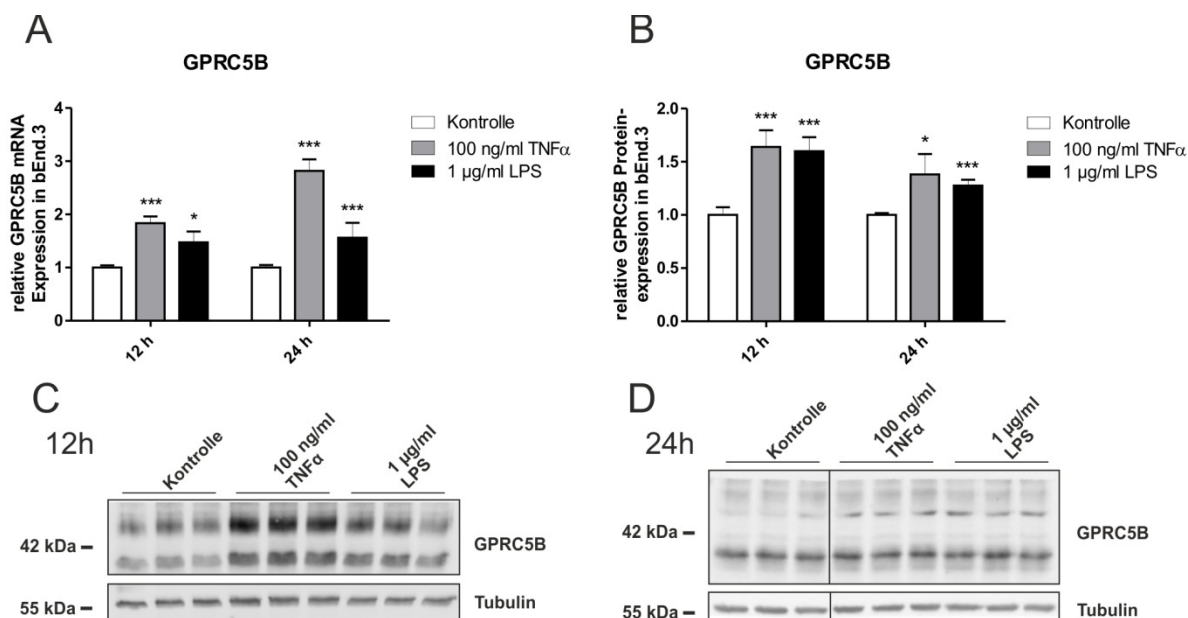 A
GPRC5B
relative GPRC5B mRNA
Expression in bEnd.3
4
3
2
1
0
***
*
***
***
12 h
24 h
Kontrolle
100 ng/ml TNFα
1 µg/ml LPS
B
GPRC5B
relative GPRC5B Protein-
expression in bEnd.3
2.0
1.5
1.0
0.5
0.0
***
***
*
***
12 h
24 h
Kontrolle
100 ng/ml TNFα
1 µg/ml LPS
C
12h
Kontrolle
100 ng/ml
TNFα
1 µg/ml
LPS
42 kDa
GPRC5B
55 kDa
Tubulin
D
24h
Kontrolle
100 ng/ml
TNFα
1 µg/ml
LPS
42 kDa
GPRC5B
55 kDa
Tubulin